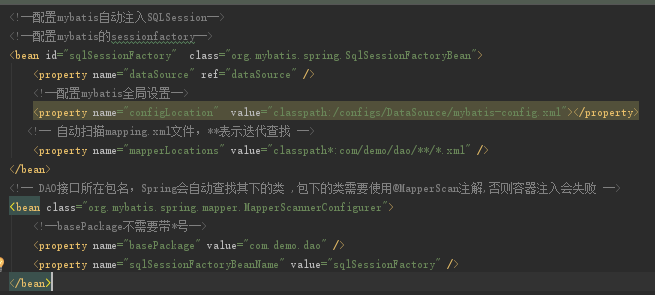 <!—配置mybatis自动注入SQLSession—>
<!—配置mybatis的sessionfactory—>
<bean id="sqlSessionFactory" class="org.mybatis.spring.SqlSessionFactoryBean">
<property name="dataSource" ref="dataSource" />
<!—配置mybatis全局设置—>
<property name="configLocation" value="classpath:/configs/DataSource/mybatis-config.xml"></property>
<!— 自动扫描mapping.xml文件，**表示迭代查找 —>
<property name="mapperLocations" value="classpath*:com/demo/dao/**/*.xml" />
</bean>
<!— DAO接口所在包名，Spring会自动查找其下的类 ,包下的类需要使用@MapperScan注解,否则容器注入会失败 —>
<bean class="org.mybatis.spring.mapper.MapperScannerConfigurer">
<!—basePackage不需要带*号—>
<property name="basePackage" value="com.demo.dao" />
<property name="sqlSessionFactoryBeanName" value="sqlSessionFactory" />
</bean>